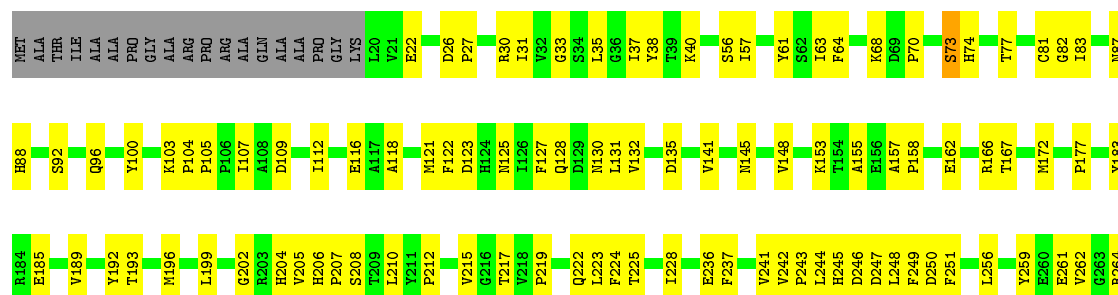 MET ALA THR ILE ALA ALA PRO GLY ALA ARG PRO ARG ALA GLN ALA ALA PRO GLY LYS L20 V21 E22 D26 P27 R30 I31 V32 G33 S34 L35 G36 I37 Y38 T39 K40 S56 I57 Y61 S62 I63 F64 K68 D69 P70 S73 H74 T77 C81 G82 I83
H88 S92 Q96 Y100 K103 P104 P105 P106 I107 A108 D109 I112 E116 A117 A118 M121 F122 D123 H124 N125 I126 F127 Q128 D129 N130 L131 V132 D135 V141 N145 V148 K153 T154 A155 E156 A157 P158 E162 R166 T167 M172 P177
R184 E185 V189 Y192 T193 M196 L199 G202 R203 H204 V205 H206 P207 S208 T209 L210 Y211 P212 V215 G216 T217 V218 P219 Q222 L223 F224 T225 I228 E236 F237 V241 V242 P243 L244 H245 D246 D247 L248 F249 D250 F251 L256 Y259 E260 E261 V262 G263